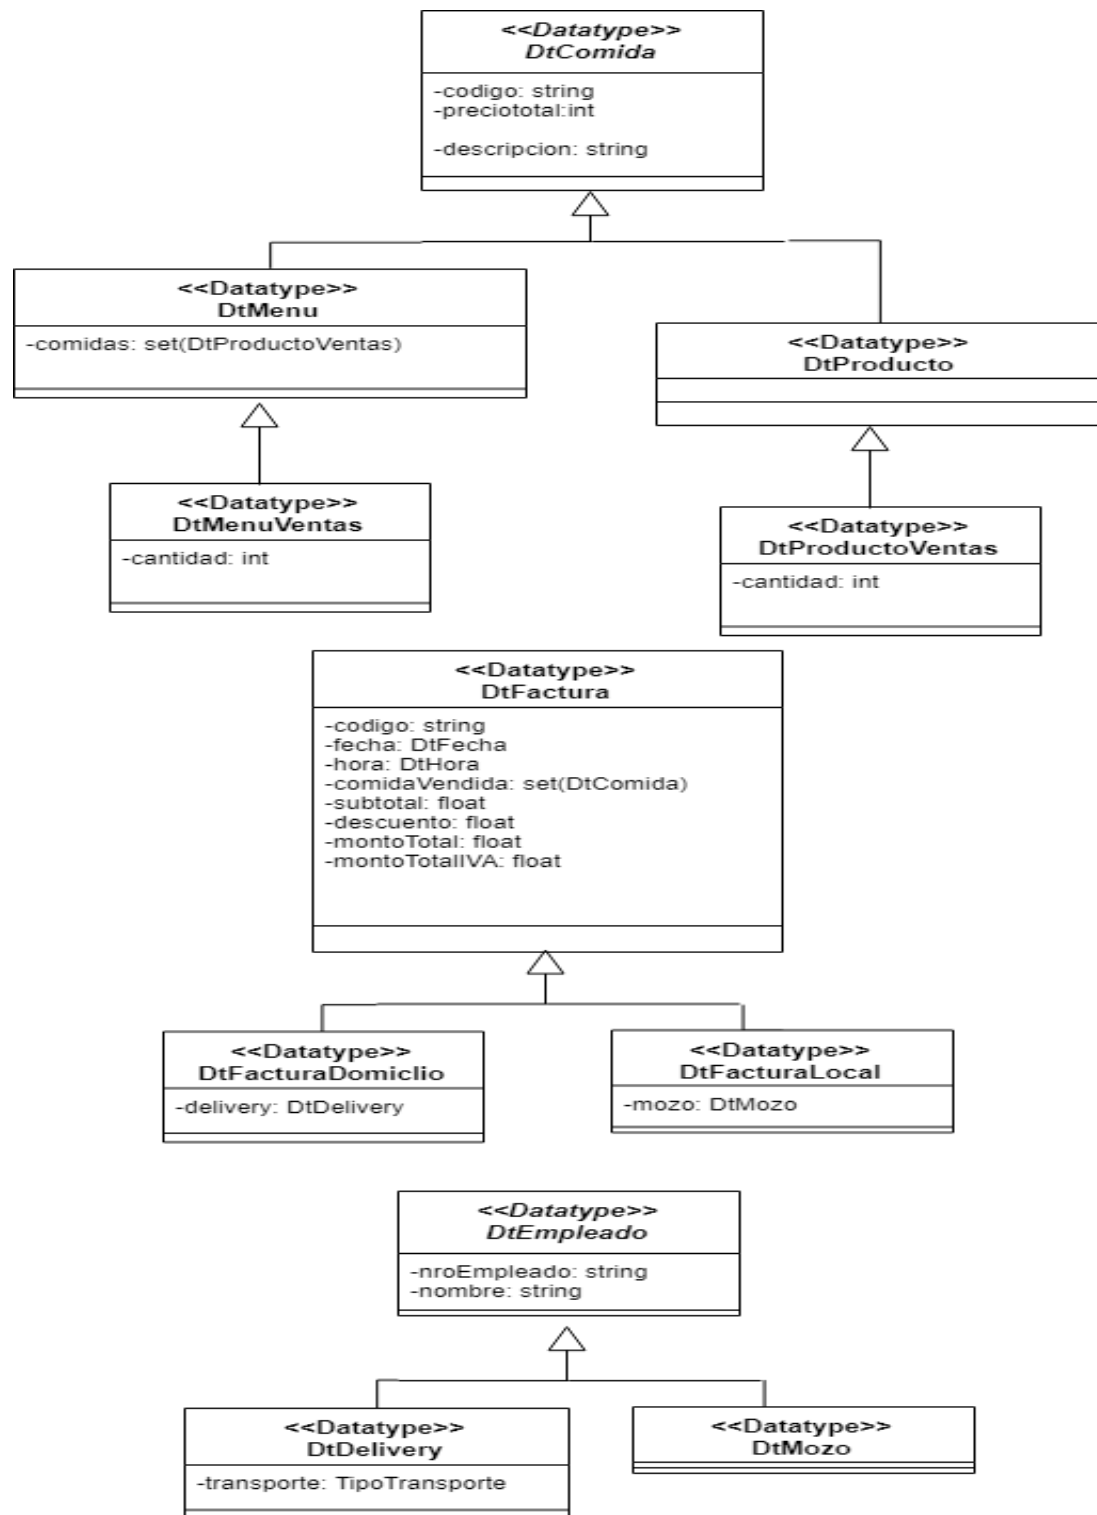 <<Datatype>>
DtComida
-codigo: string
-preciototal:int
-descripcion: string
<<Datatype>>
DtMenu
-comidas: set(DtProductoVentas)
<<Datatype>>
DtProducto
<<Datatype>>
DtMenuVentas
-cantidad: int
<<Datatype>>
DtProductoVentas
-cantidad: int
<<Datatype>>
DtFactura
-codigo: string
-fecha: DtFecha
-hora: DtHora
-comidaVendida: set(DtComida)
-subtotal: float
-descuento: float
-montoTotal: float
-montoTotalIVA: float
<<Datatype>>
DtFacturaDomiclio
-delivery: DtDelivery
<<Datatype>>
DtFacturaLocal
-mozo: DtMozo
<<Datatype>>
DtEmpleado
-nroEmpleado: string
-nombre: string
<<Datatype>>
DtDelivery
-transporte: TipoTransporte
<<Datatype>>
DtMozo